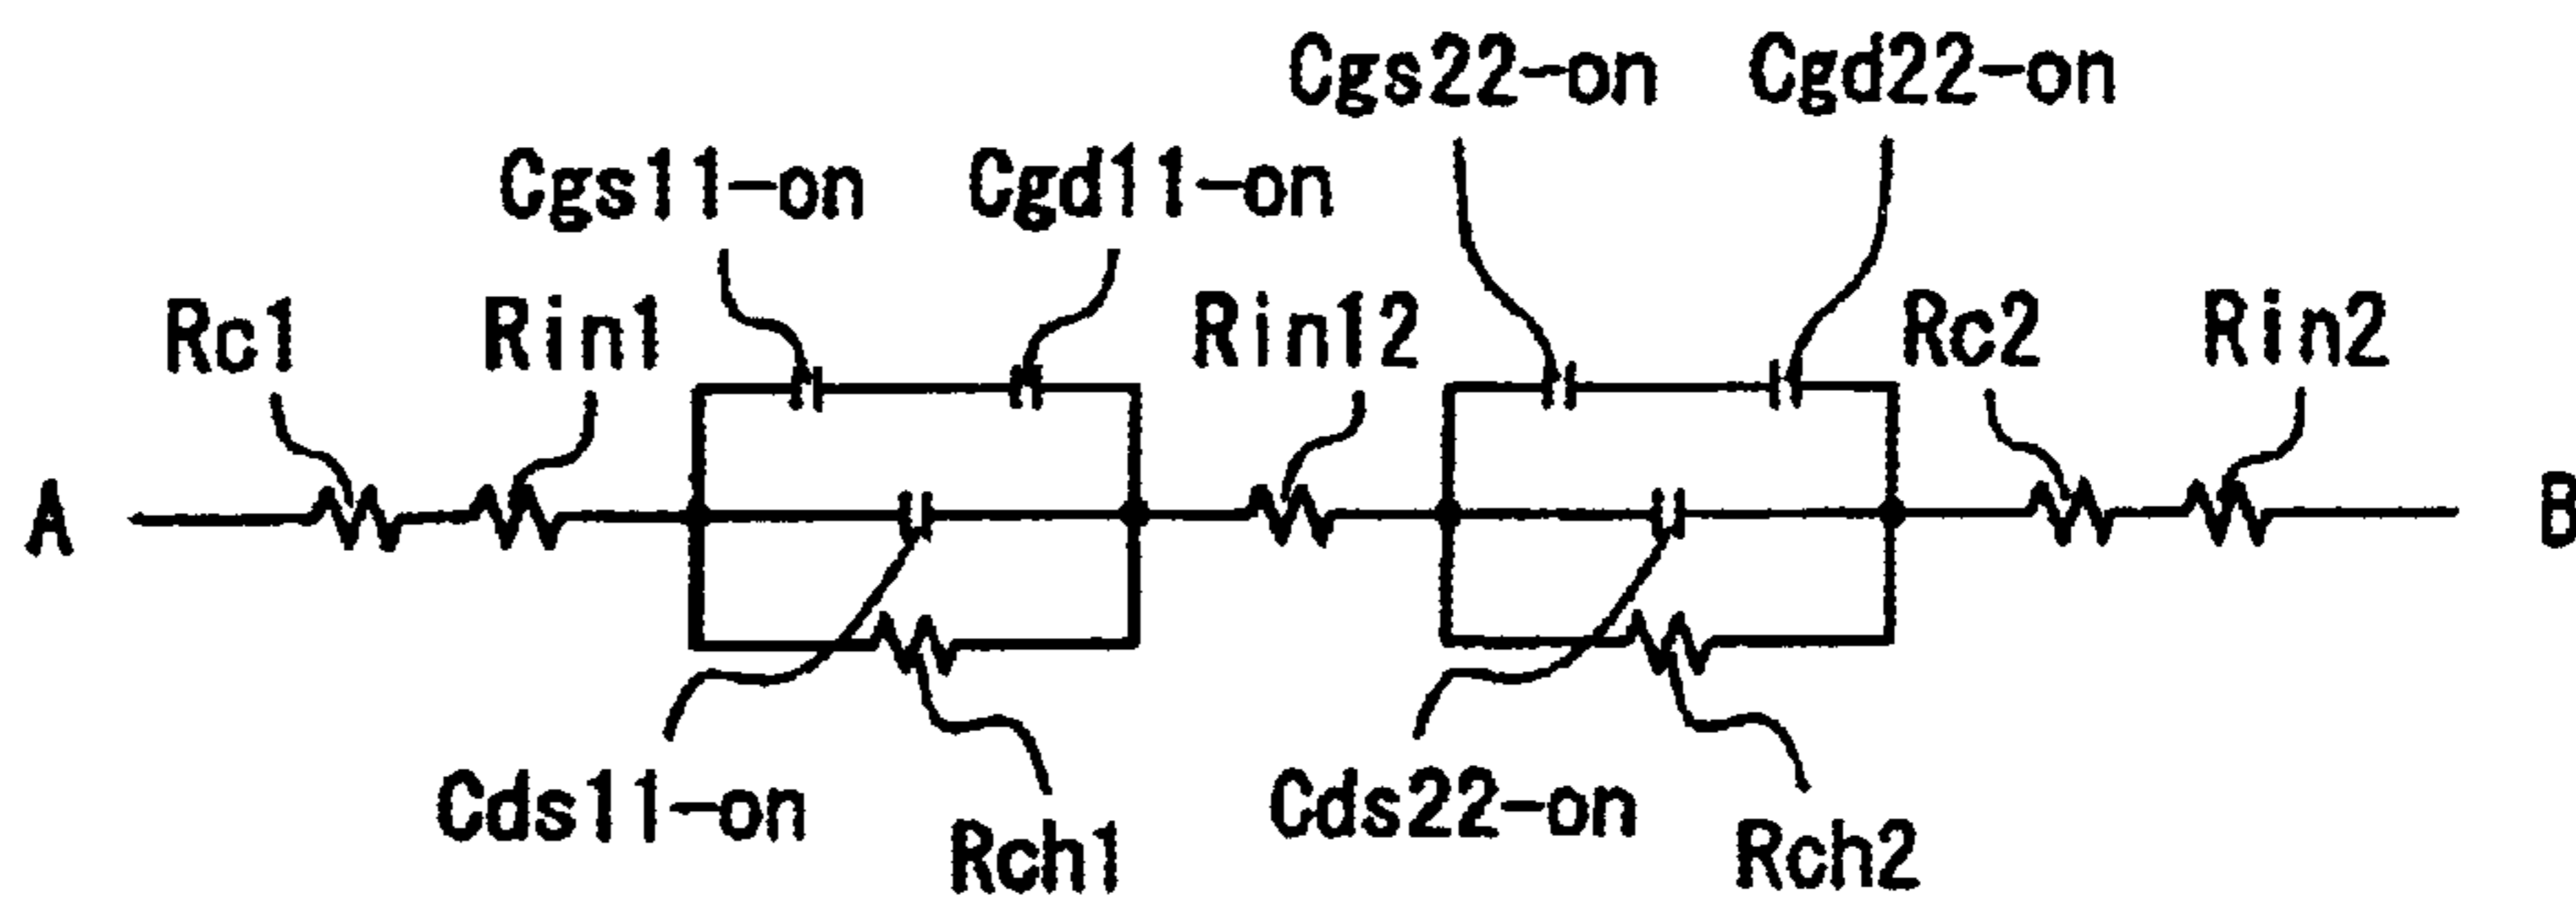 Cgs22-on Cgd22-on
Cgs11-on Cgd11-on
Rc1 Rin1 Rin12 Rc2 Rin2
A B
Cds11-on Cds22-on
Rch1 Rch2